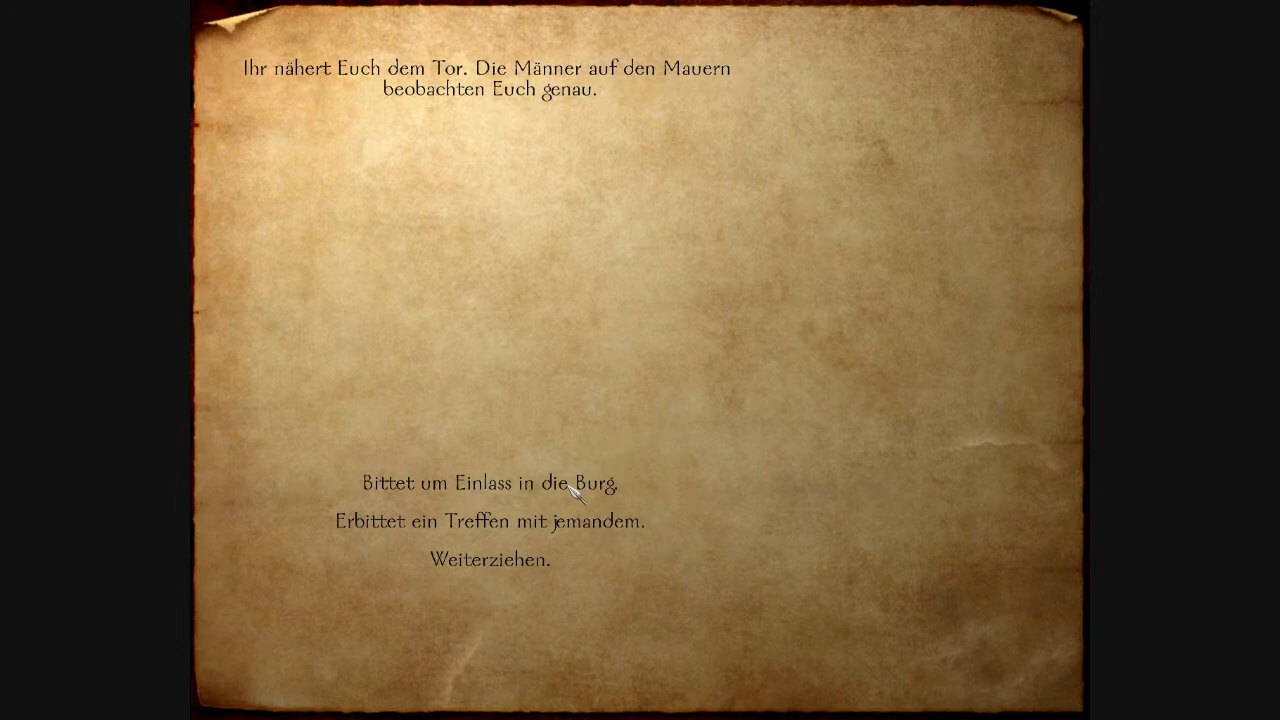 Ihr nähert Euch dem Tor. Die Männer auf den Mauern
beobachten Euch genau.
Bittet um Einlass in die Burg.
Erbittet ein Treffen mit jemandem.
Weiterziehen.